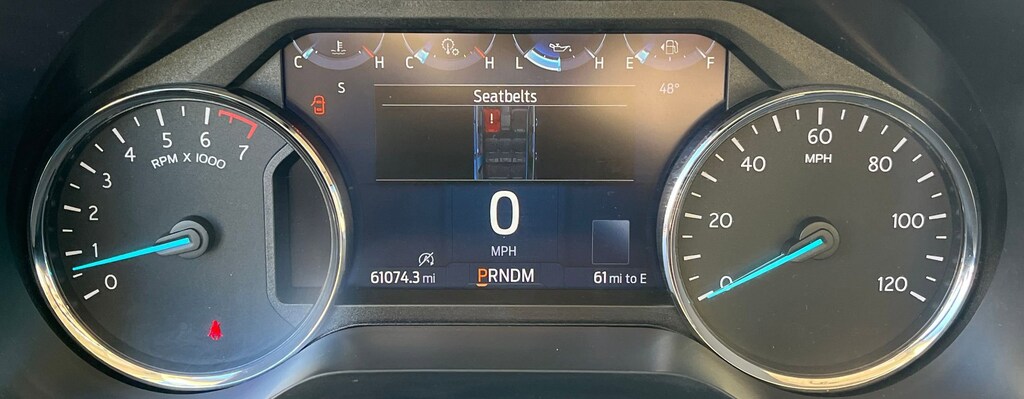 C H C H L H E F
S
48°
Seatbelts
!
0
MPH
61074.3 mi
PRNDM
61 mi to E
0 1 2 3 4 5 6 7
RPM X 1000
0 20 40 60 80 100 120
MPH